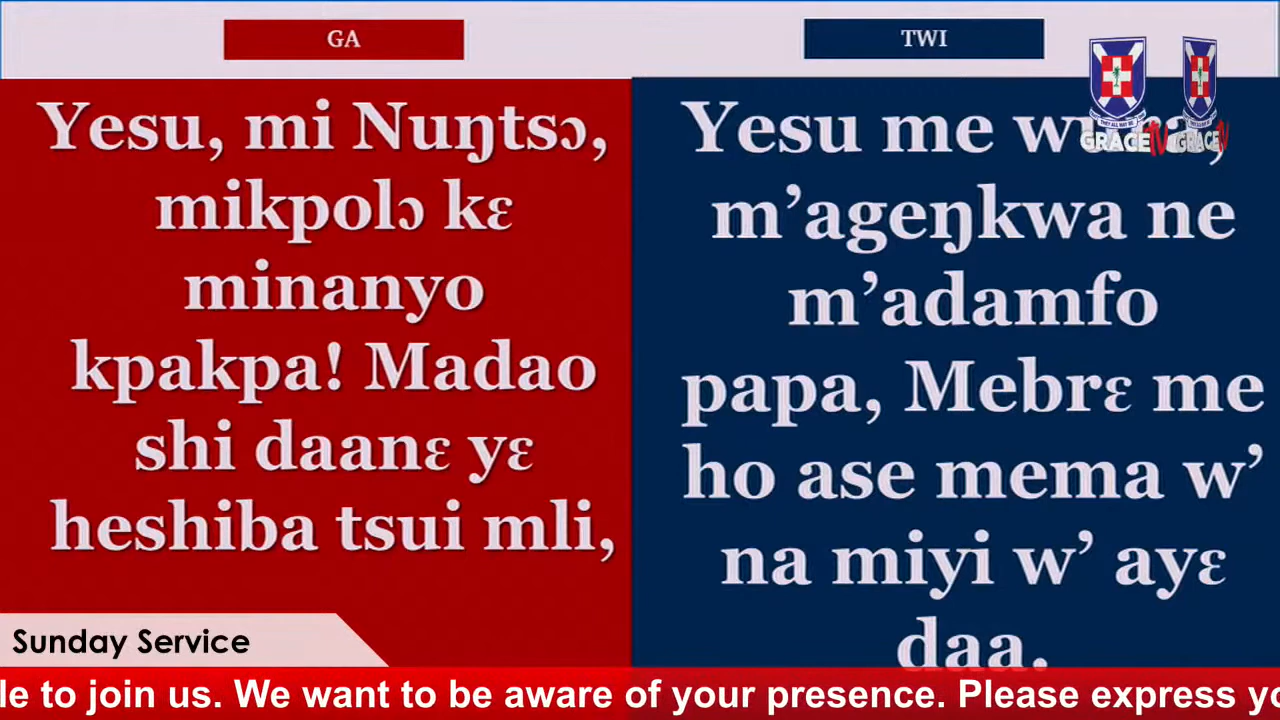 GA
Yesu, mi Nuŋtsɔ,
mikpolɔ kɛ
minanyo
kpakpa! Madao
shi daanɛ yɛ
heshiba tsui mli,
TWI
Yesu me
m’ageŋkwa ne
m’adamfo
papa, Mebrɛ me
ho ase mema w’
na miyi w’ ayɛ
daa.
GRACE TV
GRACE TV
Sunday Service
le to join us. We want to be aware of your presence. Please express yo